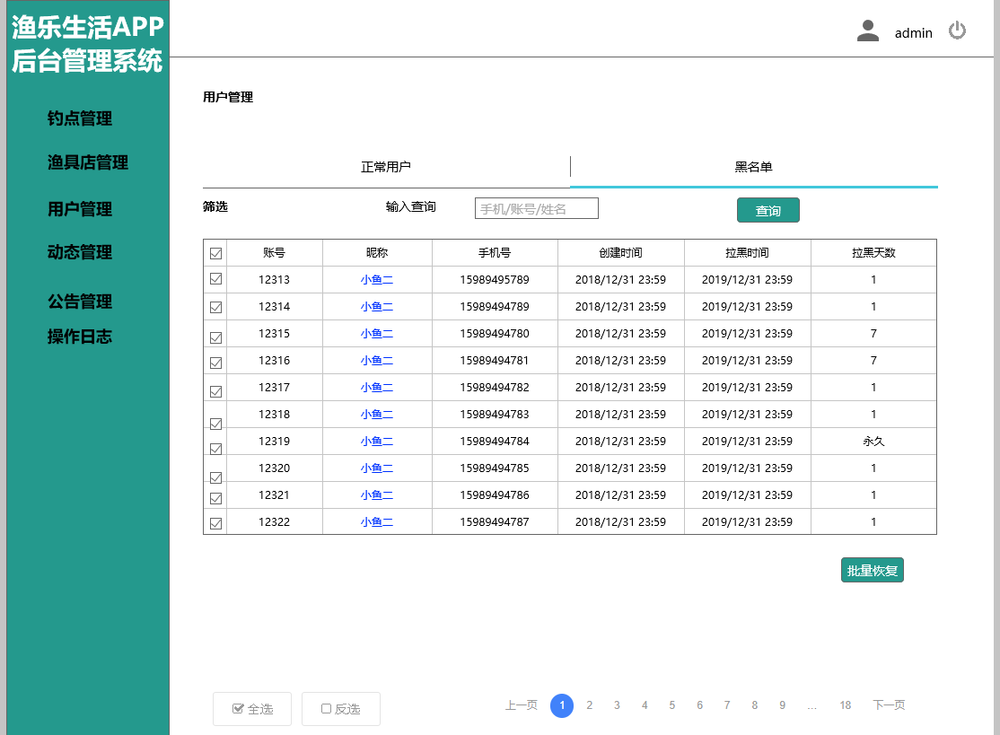 渔乐生活APP
后台管理系统
admin
钓点管理
渔具店管理
用户管理
动态管理
公告管理
操作日志
用户管理
正常用户 黑名单
筛选 输入查询 手机/账号/姓名 查询
账号 昵称 手机号 创建时间 拉黑时间 拉黑天数
12313 小鱼二 15989495789 2018/12/31 23:59 2019/12/31 23:59 1
12314 小鱼二 15989494789 2018/12/31 23:59 2019/12/31 23:59 1
12315 小鱼二 15989494780 2018/12/31 23:59 2019/12/31 23:59 7
12316 小鱼二 15989494781 2018/12/31 23:59 2019/12/31 23:59 7
12317 小鱼二 15989494782 2018/12/31 23:59 2019/12/31 23:59 1
12318 小鱼二 15989494783 2018/12/31 23:59 2019/12/31 23:59 1
12319 小鱼二 15989494784 2018/12/31 23:59 2019/12/31 23:59 永久
12320 小鱼二 15989494785 2018/12/31 23:59 2019/12/31 23:59 1
12321 小鱼二 15989494786 2018/12/31 23:59 2019/12/31 23:59 1
12322 小鱼二 15989494787 2018/12/31 23:59 2019/12/31 23:59 1
批量恢复
全选 反选 上一页 1 2 3 4 5 6 7 8 9 ... 18 下一页